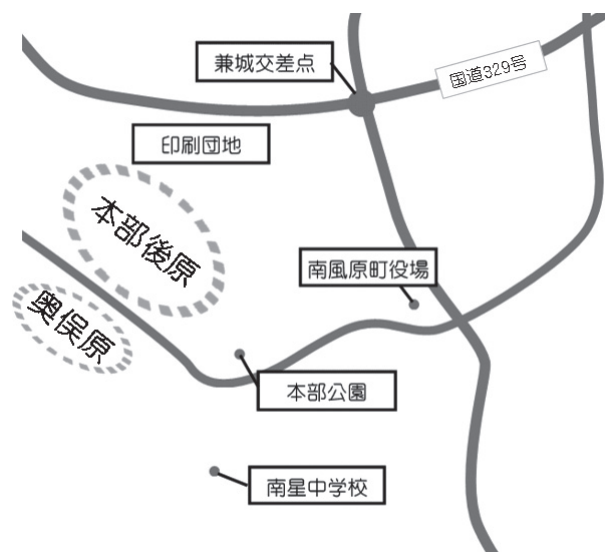 兼城交差点
国道329号
印刷団地
本部後原
南風原町役場
奥俣原
本部公園
南星中学校